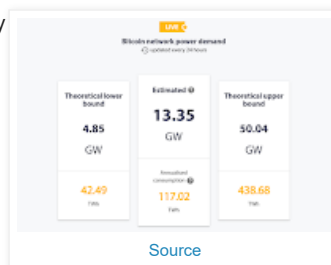 y
LIVE
Bitcoin network power demand
updated every 24 hours
Theoretical lower
bound
4.85
GW
42.49
TWh
Estimated
13.35
GW
Annualised
consumption
117.02
TWh
Theoretical upper
bound
50.04
GW
438.68
TWh
Source